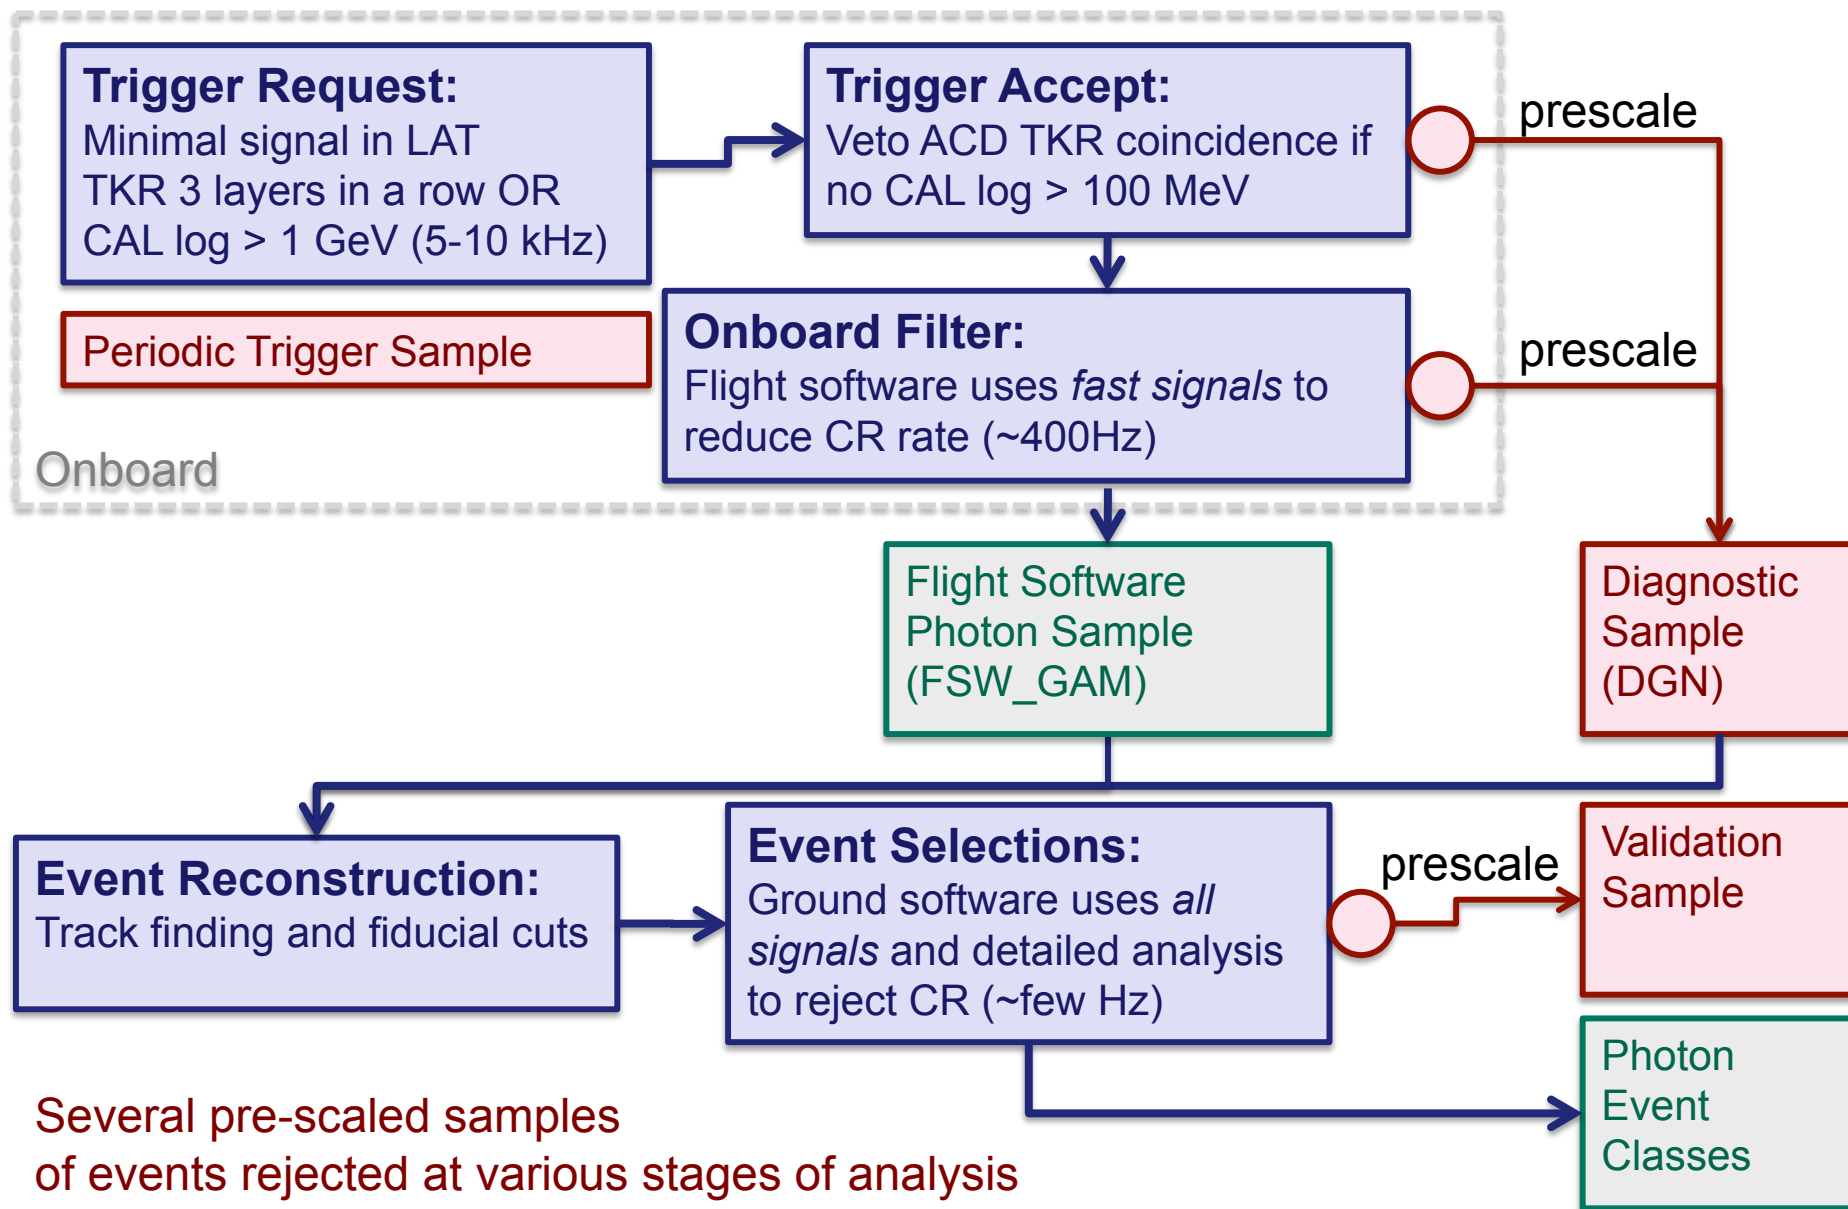 Trigger Request:
Minimal signal in LAT
TKR 3 layers in a row OR
CAL log > 1 GeV (5-10 kHz)
Trigger Accept:
Veto ACD TKR coincidence if
no CAL log > 100 MeV
prescale
Periodic Trigger Sample
Onboard Filter:
Flight software uses fast signals to
reduce CR rate (~400Hz)
prescale
Onboard
Flight Software
Photon Sample
(FSW_GAM)
Diagnostic
Sample
(DGN)
Event Reconstruction:
Track finding and fiducial cuts
Event Selections:
Ground software uses all
signals and detailed analysis
to reject CR (~few Hz)
prescale
Validation
Sample
Photon
Event
Classes
Several pre-scaled samples
of events rejected at various stages of analysis